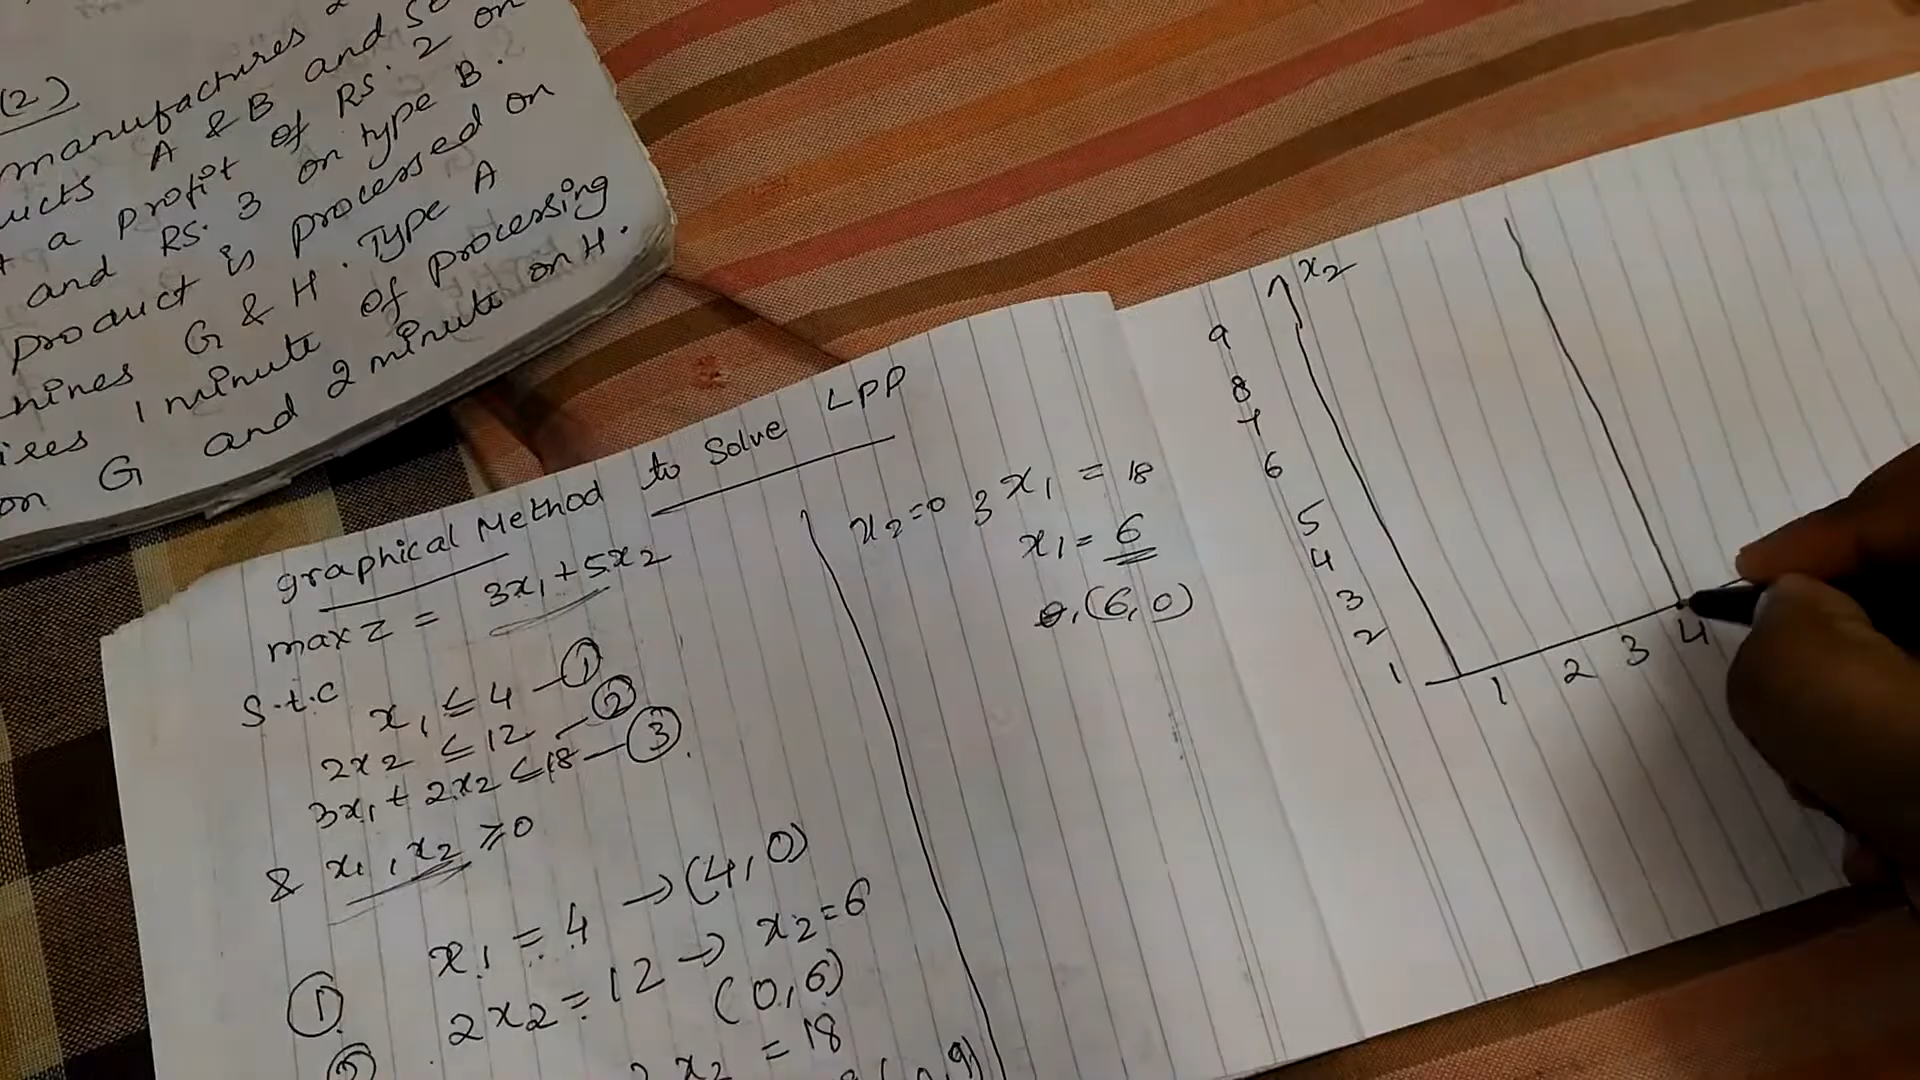 (2)
manufactures
ucts A & B and
a profit of RS. 2 on
and RS. 3 on type B.
product is processed on
hines G & H. Type A
ires 1 minute of processing
on G and 2 minute on H.
graphical Method to Solve LPP
max Z = 3x1 + 5x2
S.t.c
x1 ≤ 4 — ①
2x2 ≤ 12 — ②
3x1 + 2x2 ≤ 18 — ③
& x1, x2 ≥ 0
① x1 = 4 → (4,0)
2x2 = 12 → x2 = 6
(0,6)
2x2 = 18
x2=0 3x1 = 18
x1 = 6
(6,0)
x2
9
8
7
6
5
4
3
2
1
1 2 3 4